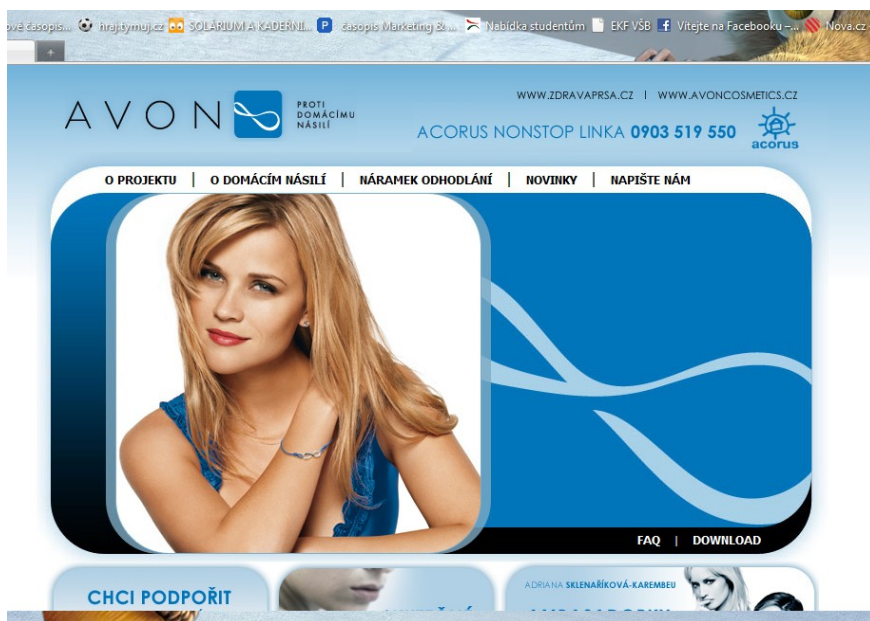 ové časopis... hrajtymuj.cz SOLÁRIUM A KADEŘNI... časopis Marketing &... Nabídka studentům EKF VŠB Vítejte na Facebooku –... Nova.cz
+
WWW.ZDRAVAPRSA.CZ | WWW.AVONCOSMETICS.CZ
AVON PROTI
DOMÁCÍMU
NÁSILÍ
ACORUS NONSTOP LINKA 0903 519 550
acorus
O PROJEKTU | O DOMÁCÍM NÁSILÍ | NÁRAMEK ODHODLÁNÍ | NOVINKY | NAPIŠTE NÁM
FAQ | DOWNLOAD
CHCI PODPOŘIT
ADRIANA SKLENAŘÍKOVÁ-KAREMBEU